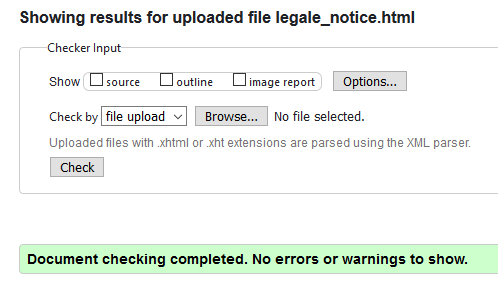 Showing results for uploaded file legale_notice.html
Checker Input
Show source outline image report Options...
Check by file upload Browse... No file selected.
Uploaded files with .xhtml or .xht extensions are parsed using the XML parser.
Check
Document checking completed. No errors or warnings to show.